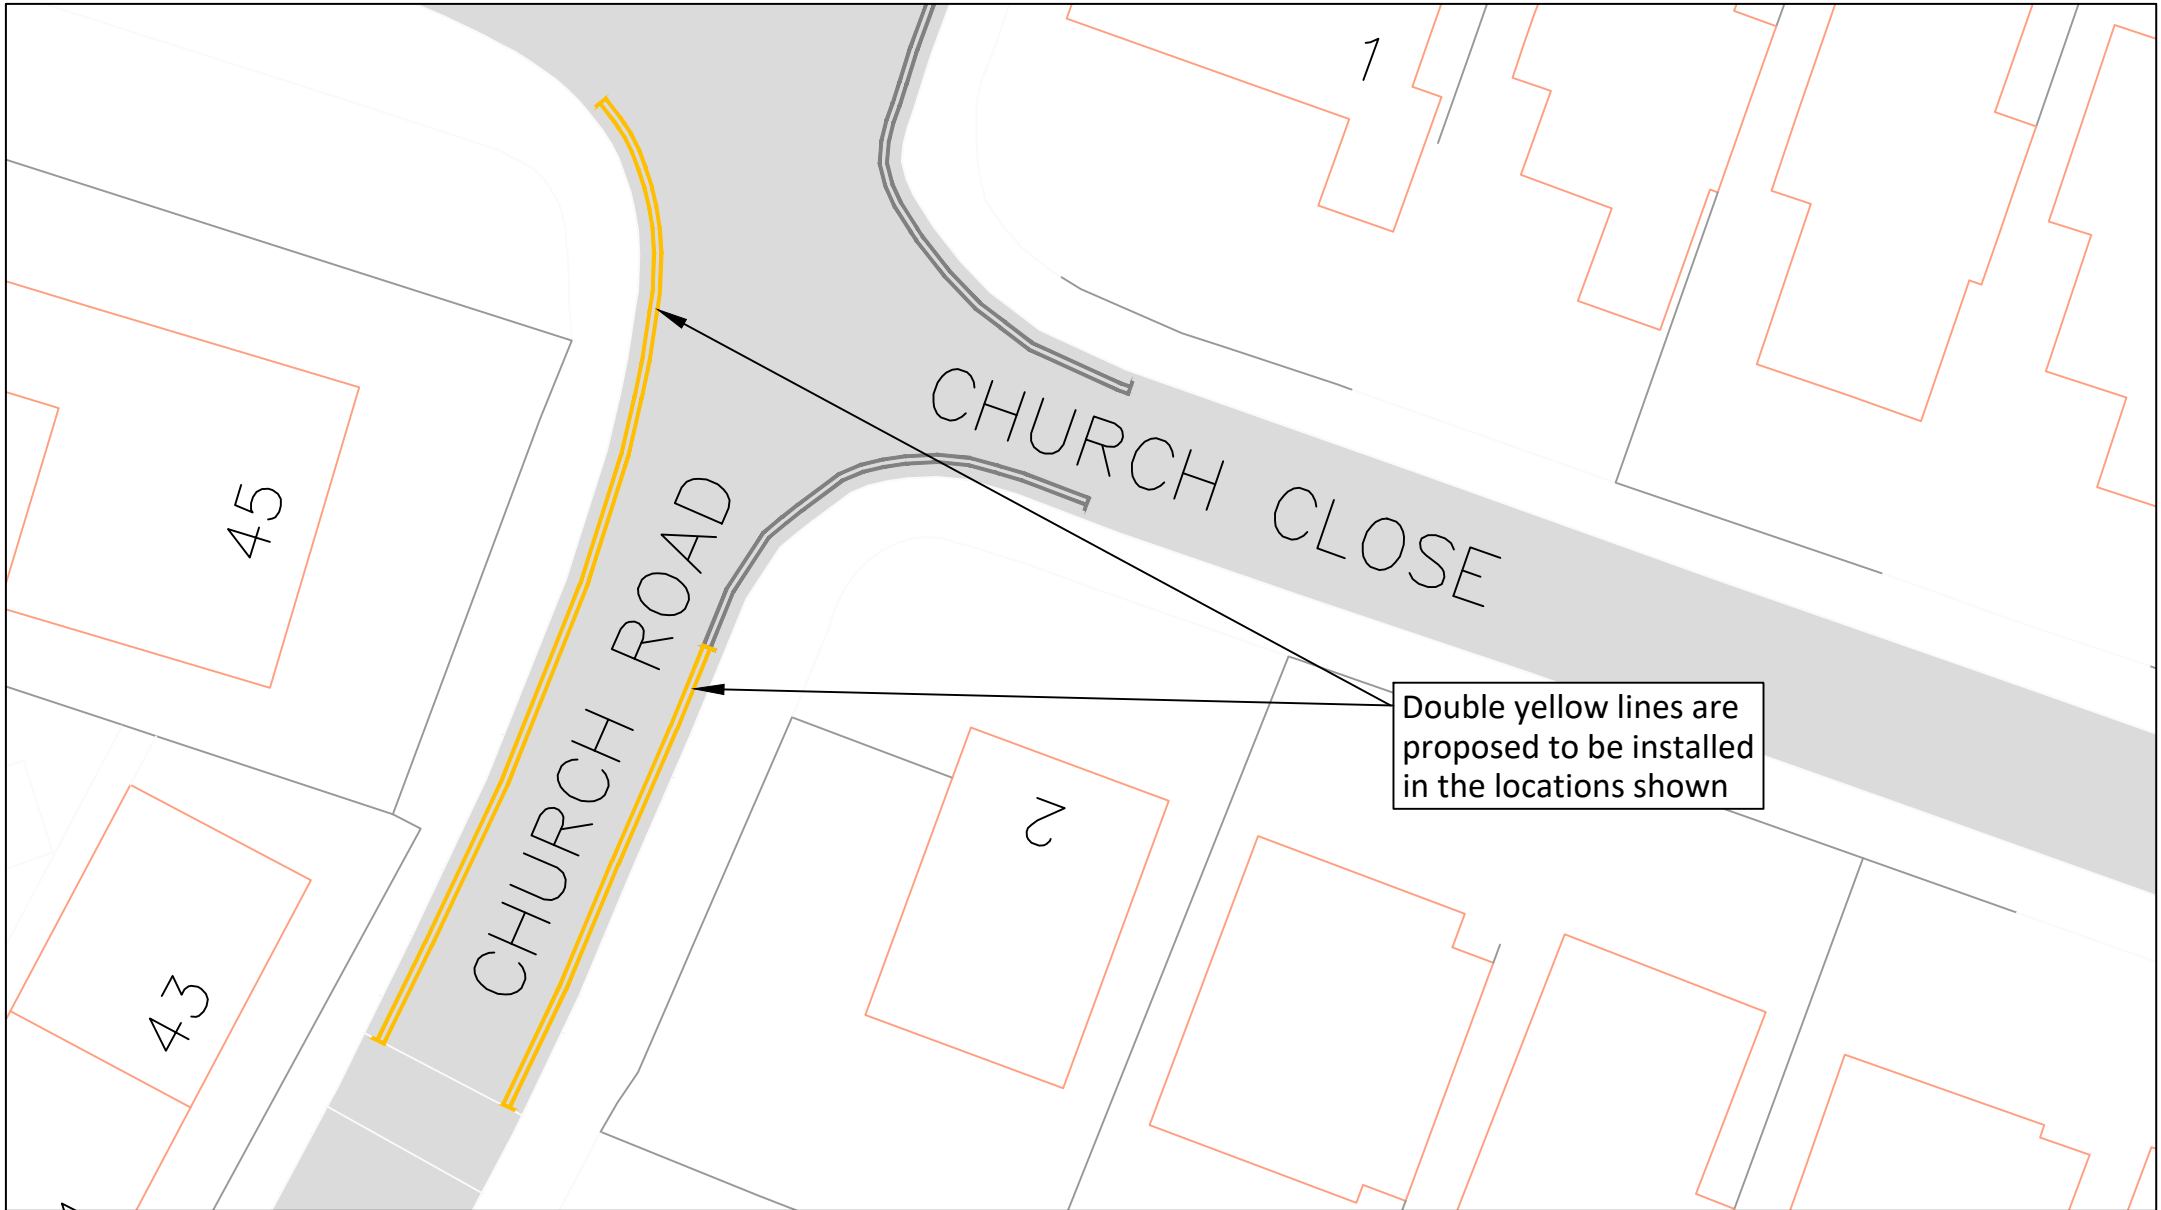 1
CHURCH CLOSE
45
CHURCH ROAD
Double yellow lines are
proposed to be installed
in the locations shown
2
43